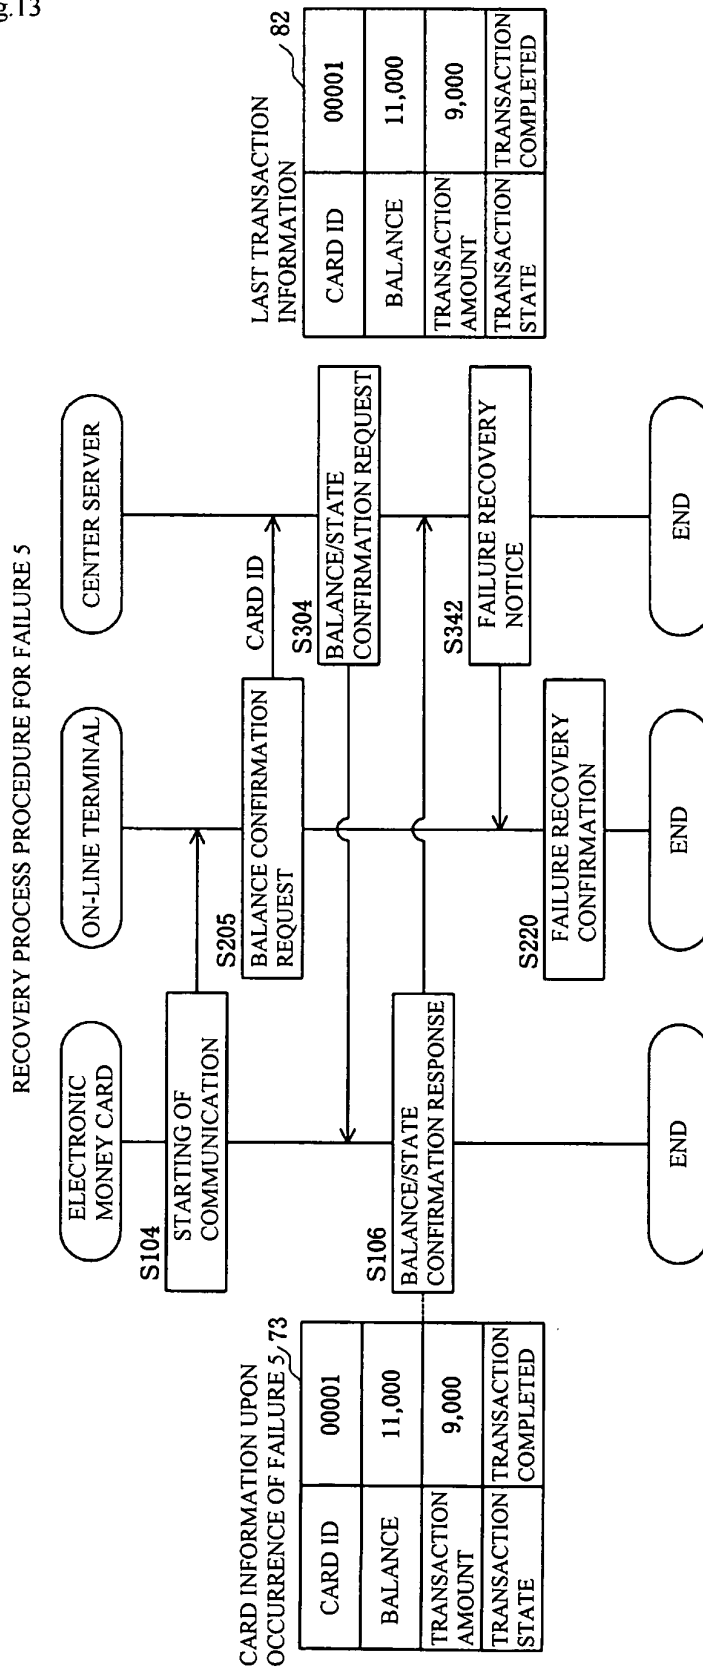 g.13
RECOVERY PROCESS PROCEDURE FOR FAILURE 5
ELECTRONIC
MONEY CARD
ON-LINE TERMINAL
CENTER SERVER
S104
STARTING OF
COMMUNICATION
S205
BALANCE CONFIRMATION
REQUEST
CARD ID
S304
BALANCE/STATE
CONFIRMATION REQUEST
S106
BALANCE/STATE
CONFIRMATION RESPONSE
S342
FAILURE RECOVERY
NOTICE
S220
FAILURE RECOVERY
CONFIRMATION
END
END
END
CARD INFORMATION UPON
OCCURRENCE OF FAILURE 5 73
CARD ID 00001
BALANCE 11,000
TRANSACTION
AMOUNT 9,000
TRANSACTION TRANSACTION
STATE COMPLETED
LAST TRANSACTION
INFORMATION 82
CARD ID 00001
BALANCE 11,000
TRANSACTION
AMOUNT 9,000
TRANSACTION TRANSACTION
STATE COMPLETED